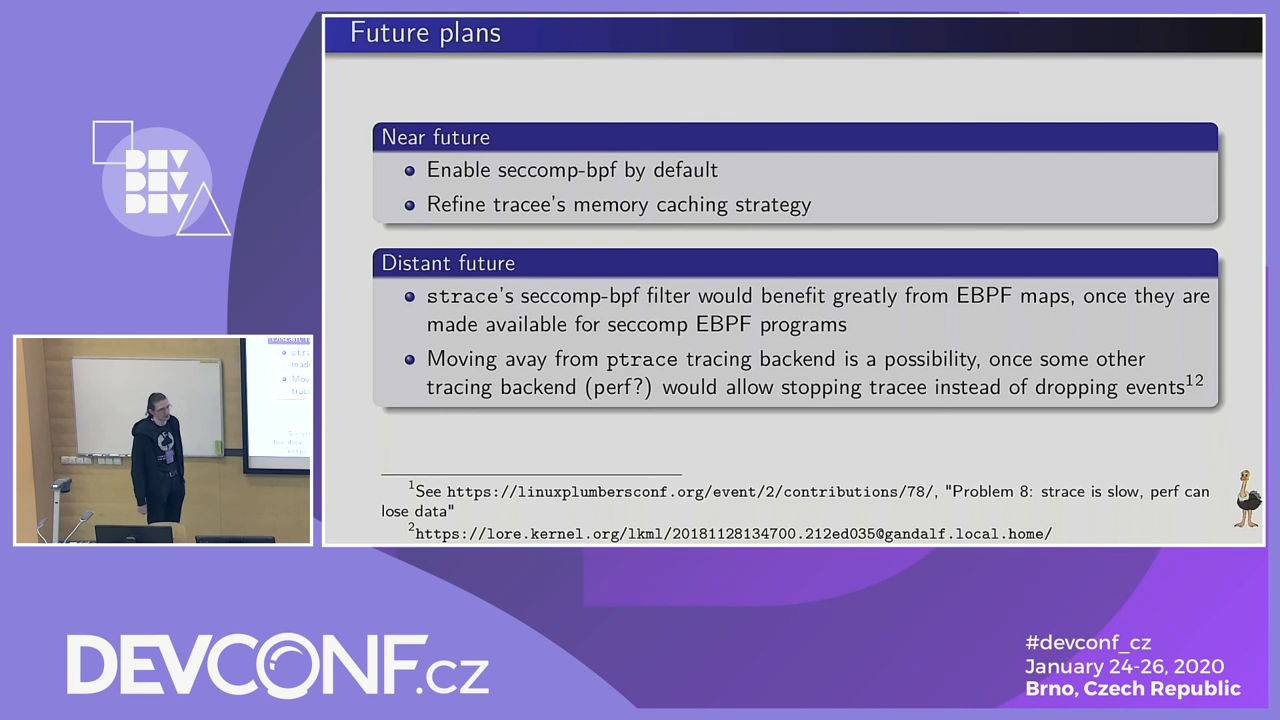 Future plans
Near future
Enable seccomp-bpf by default
Refine tracee's memory caching strategy
Distant future
strace's seccomp-bpf filter would benefit greatly from EBPF maps, once they are
made available for seccomp EBPF programs
Moving avay from ptrace tracing backend is a possibility, once some other
tracing backend (perf?) would allow stopping tracee instead of dropping events12
1See https://linuxplumbersconf.org/event/2/contributions/78/, "Problem 8: strace is slow, perf can
lose data"
2https://lore.kernel.org/lkml/20181128134700.212ed035@gandalf.local.home/
DEV
DEV
DEV
DEVCONF.cz
#devconf_cz
January 24-26, 2020
Brno, Czech Republic